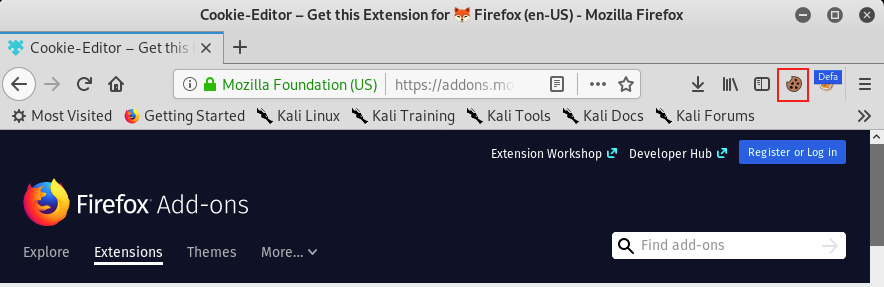 Cookie-Editor – Get this Extension for 🦊 Firefox (en-US) - Mozilla Firefox
Cookie-Editor – Get this
Mozilla Foundation (US) https://addons.mo
Defa
Most Visited Getting Started Kali Linux Kali Training Kali Tools Kali Docs Kali Forums
Extension Workshop Developer Hub Register or Log in
Firefox Add-ons
Explore Extensions Themes More...
Find add-ons